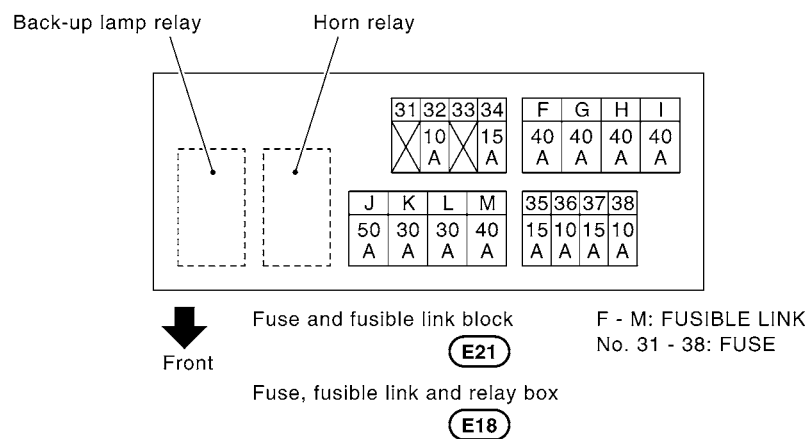 Back-up lamp relay
Horn relay
31 32 33 34
10 A 15 A
F G H I
40 A 40 A 40 A 40 A
J K L M
50 A 30 A 30 A 40 A
35 36 37 38
15 A 10 A 15 A 10 A
Front
Fuse and fusible link block
E21
Fuse, fusible link and relay box
E18
F - M: FUSIBLE LINK
No. 31 - 38: FUSE